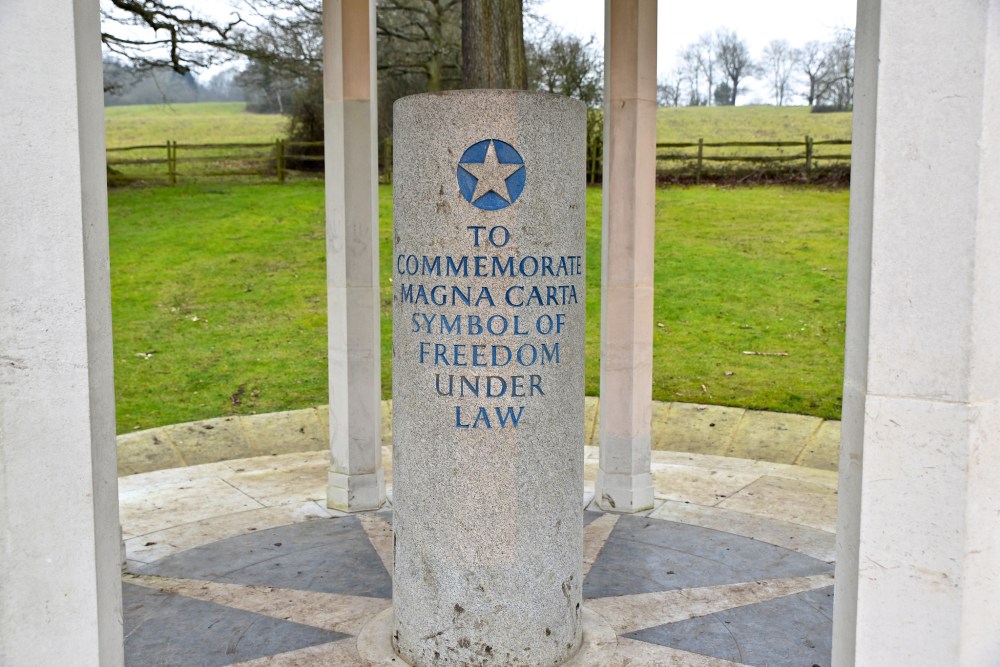 TO
COMMEMORATE
MAGNA CARTA
SYMBOL OF
FREEDOM
UNDER
LAW